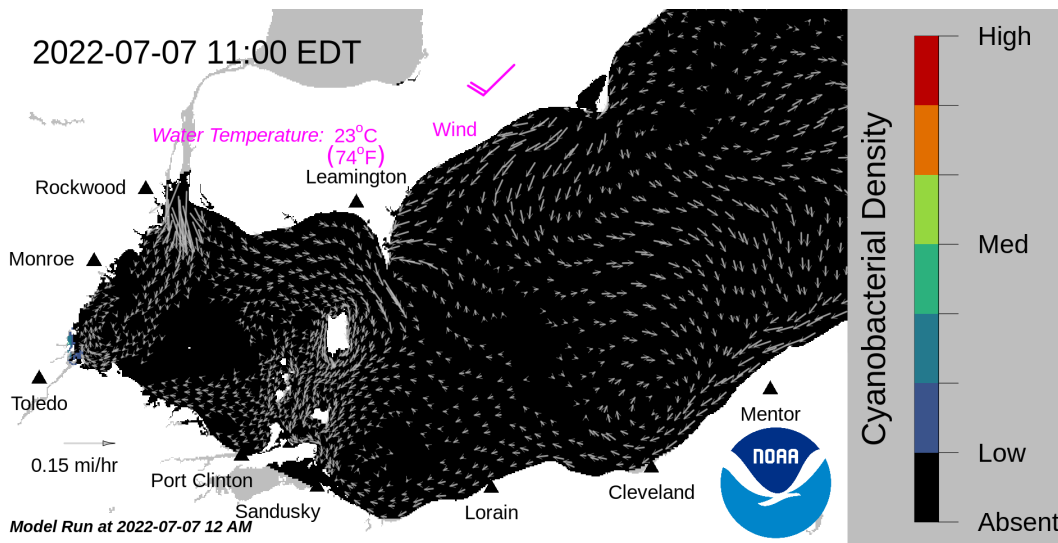 2022-07-07 11:00 EDT
Water Temperature: 23°C
(74°F)
Wind
Leamington
Rockwood
Monroe
Toledo
0.15 mi/hr
Port Clinton
Sandusky
Lorain
Cleveland
Mentor
NOAA
Model Run at 2022-07-07 12 AM
Cyanobacterial Density
High
Med
Low
Absent